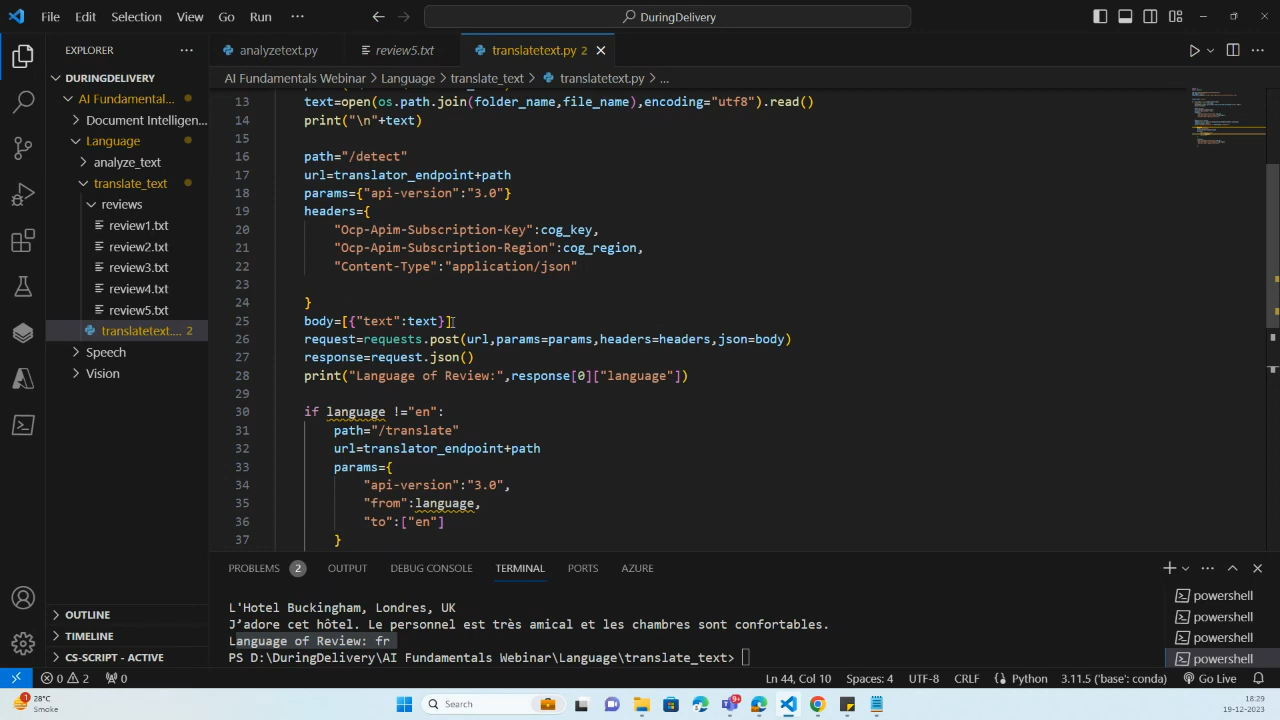 File Edit Selection View Go Run ··· DuringDelivery
EXPLORER
analyzetext.py review5.txt translatetext.py 2
DURINGDELIVERY
AI Fundamentals Webinar > Language > translate_text > translatetext.py > ...
AI Fundamental...
Document Intelligen...
Language
analyze_text
translate_text
reviews
review1.txt
review2.txt
review3.txt
review4.txt
review5.txt
translatetext.... 2
Speech
Vision
13 text=open(os.path.join(folder_name,file_name),encoding="utf8").read()
14 print("\n"+text)
15
16 path="/detect"
17 url=translator_endpoint+path
18 params={"api-version":"3.0"}
19 headers={
20 "Ocp-Apim-Subscription-Key":cog_key,
21 "Ocp-Apim-Subscription-Region":cog_region,
22 "Content-Type":"application/json"
23
24 }
25 body=[{"text":text}]
26 request=requests.post(url,params=params,headers=headers,json=body)
27 response=request.json()
28 print("Language of Review:",response[0]["language"])
29
30 if language !="en":
31 path="/translate"
32 url=translator_endpoint+path
33 params={
34 "api-version":"3.0",
35 "from":language,
36 "to":["en"]
37 }
PROBLEMS 2 OUTPUT DEBUG CONSOLE TERMINAL PORTS AZURE
L'Hotel Buckingham, Londres, UK
J'adore cet hôtel. Le personnel est très amical et les chambres sont confortables.
Language of Review: fr
PS D:\DuringDelivery\AI Fundamentals Webinar\Language\translate_text>
powershell
powershell
powershell
powershell
OUTLINE
TIMELINE
CS-SCRIPT - ACTIVE
0 2 0 Ln 44, Col 10 Spaces: 4 UTF-8 CRLF Python 3.11.5 ('base': conda) Go Live
28°C
Smoke
Search
18:29
19-12-2023